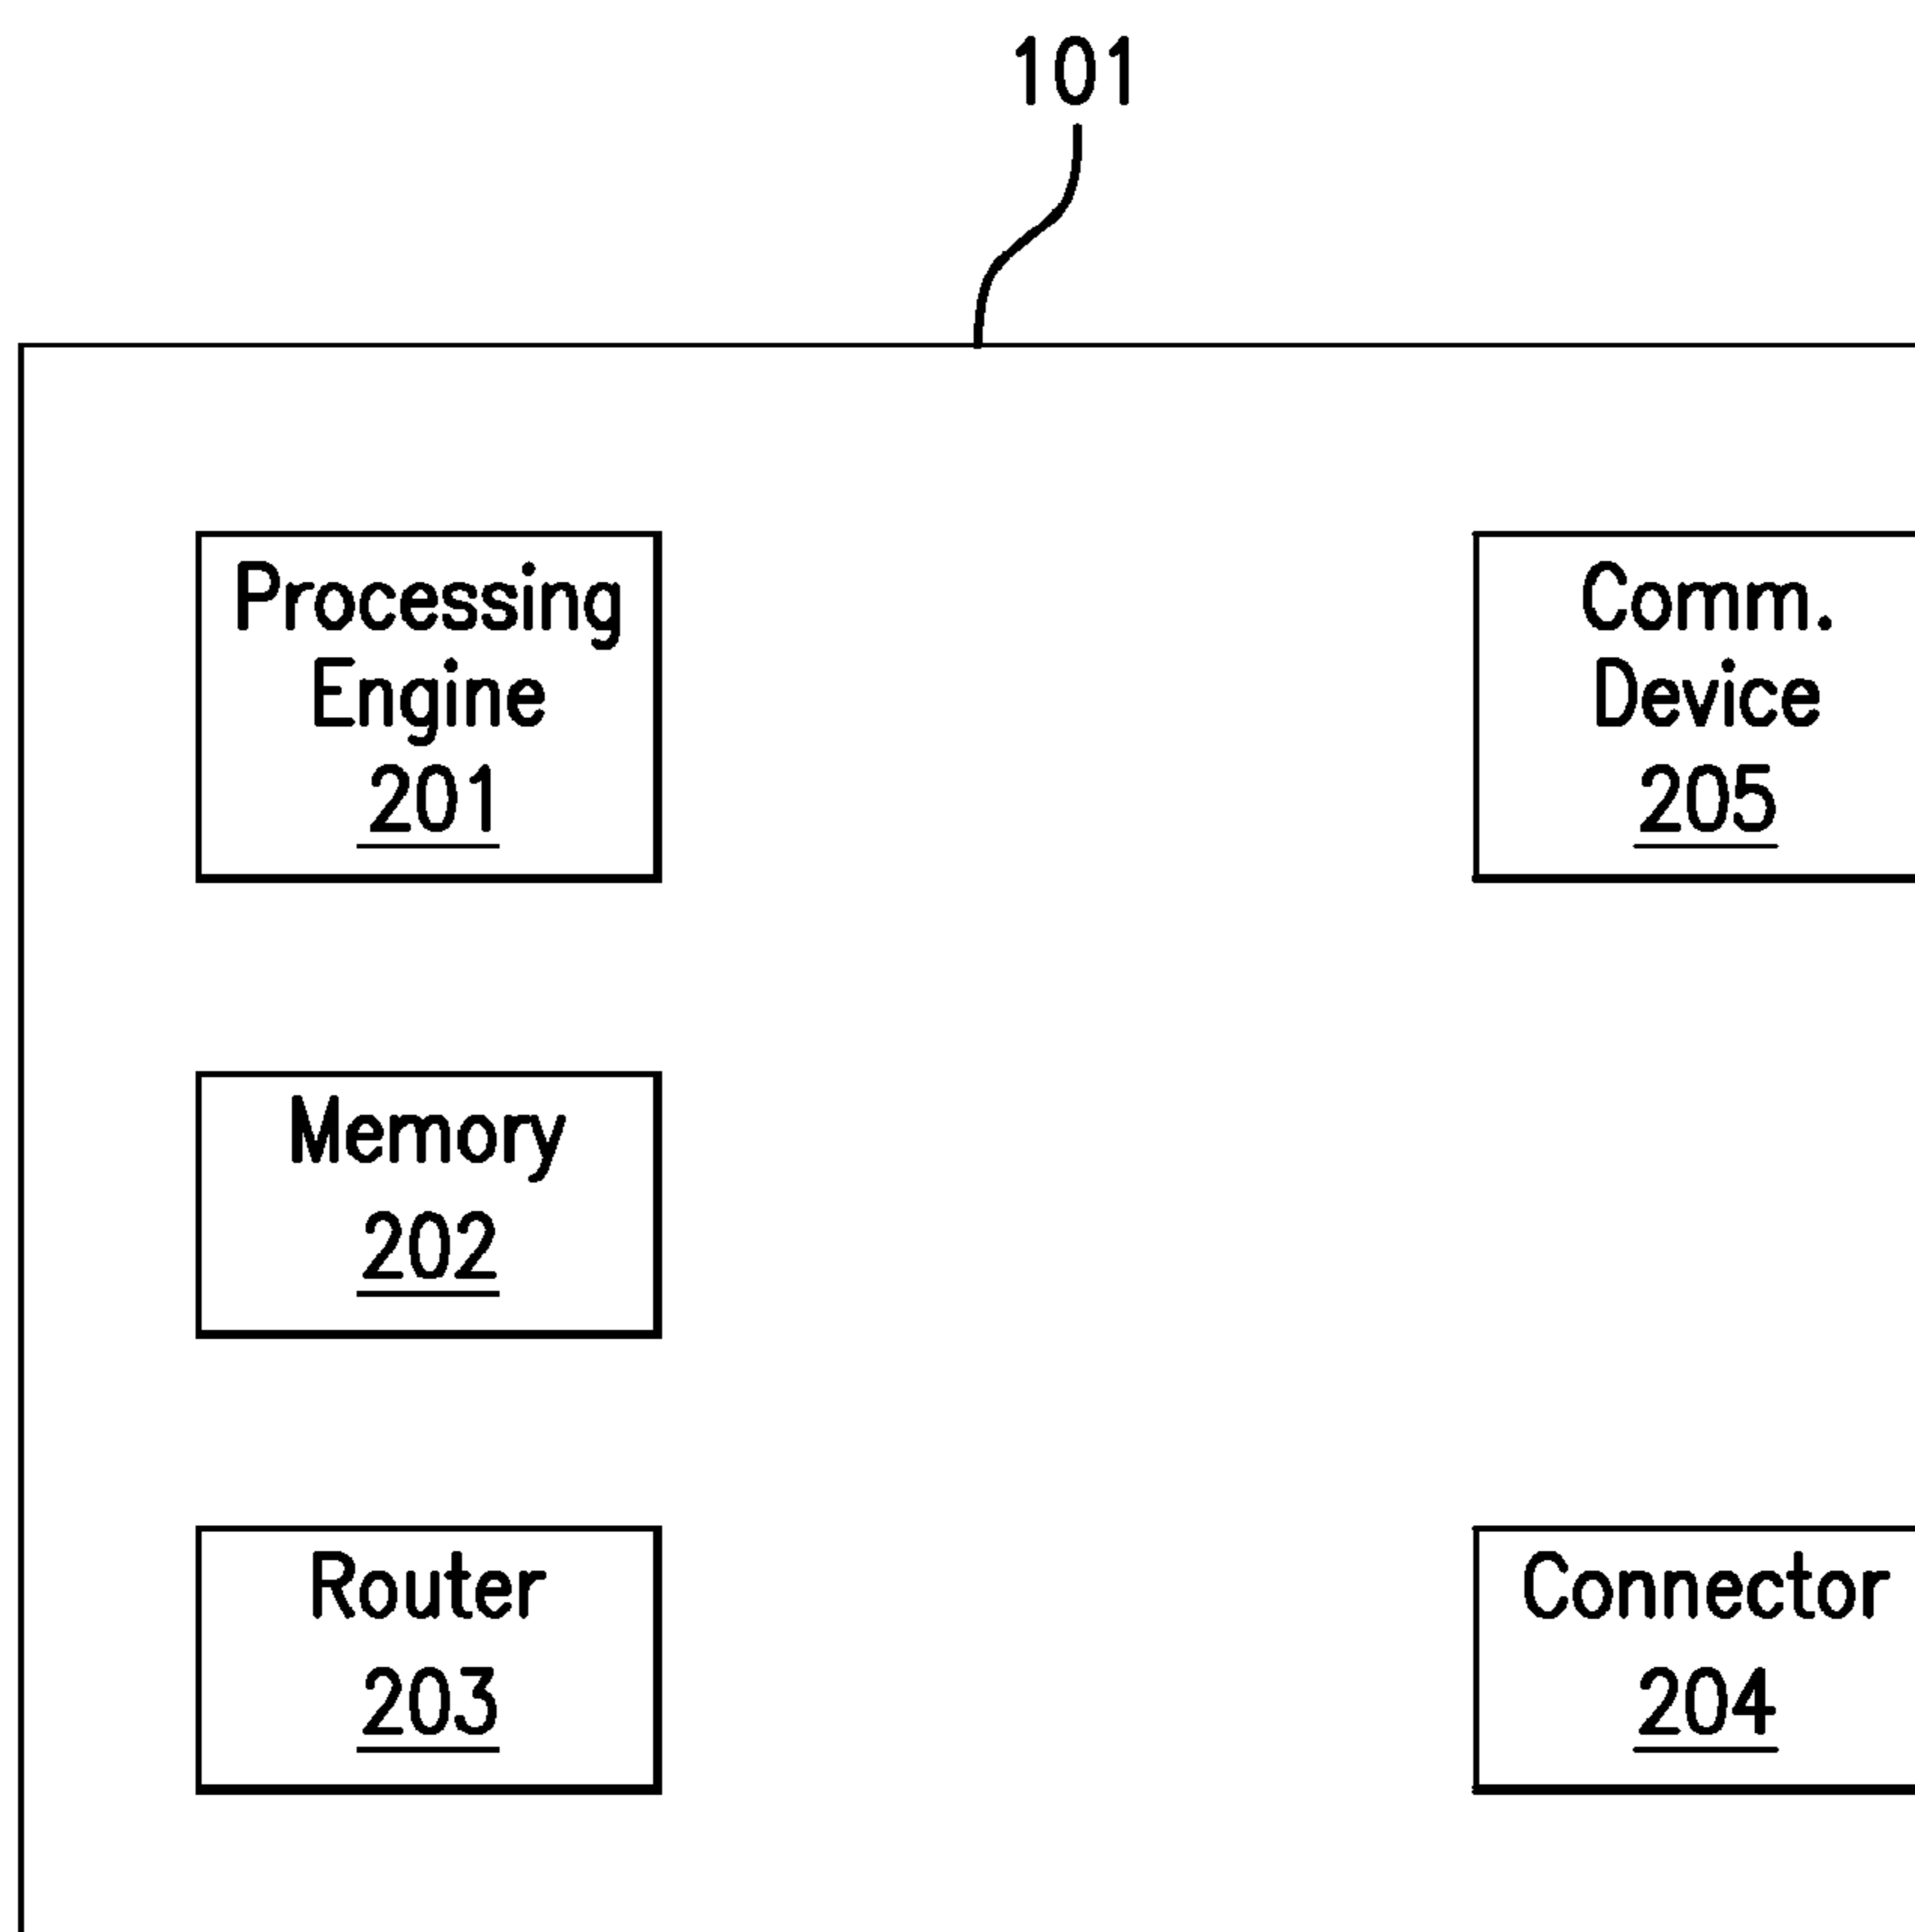 101
Processing
Engine
201
Comm.
Device
205
Memory
202
Router
203
Connector
204